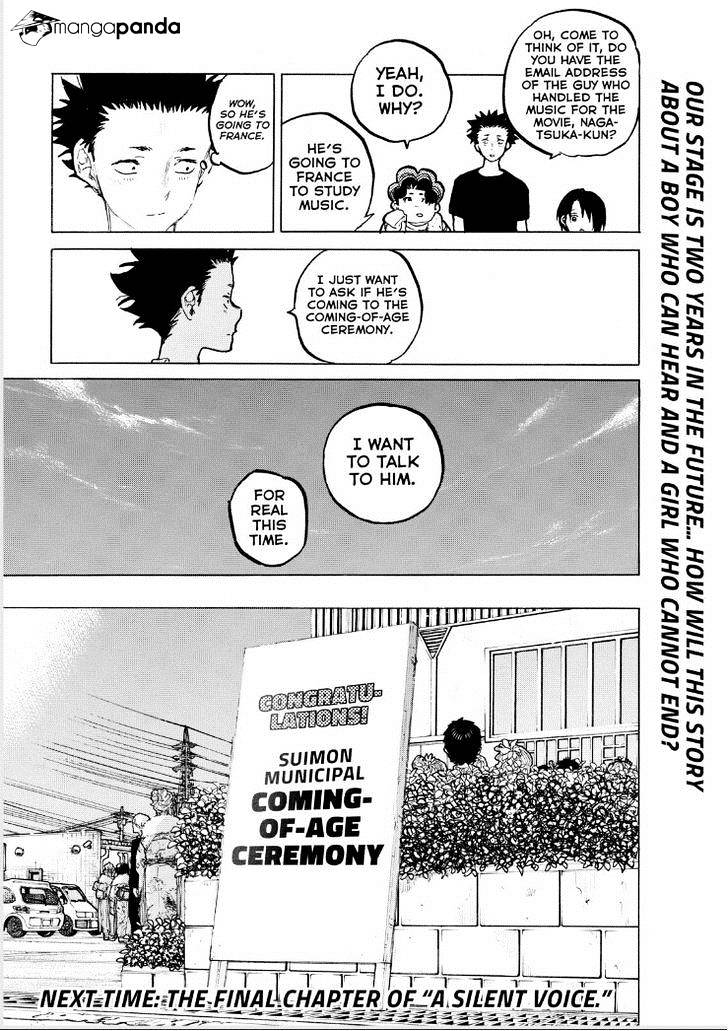 mangapanda
OH, COME TO
THINK OF IT, DO
YOU HAVE THE
EMAIL ADDRESS
OF THE GUY WHO
HANDLED THE
MUSIC FOR THE
MOVIE, NAGA-
TSUKA-KUN?
YEAH,
I DO.
WHY?
HE'S
GOING TO
FRANCE
TO STUDY
MUSIC.
WOW,
SO HE'S
GOING TO
FRANCE.
I JUST WANT
TO ASK IF HE'S
COMING TO THE
COMING-OF-AGE
CEREMONY.
I WANT
TO TALK
TO HIM.
FOR
REAL
THIS
TIME.
CONGRATU-
LATIONS!
SUIMON
MUNICIPAL
COMING-
OF-AGE
CEREMONY
OUR STAGE IS TWO YEARS IN THE FUTURE... HOW WILL THIS STORY
ABOUT A BOY WHO CAN HEAR AND A GIRL WHO CANNOT END?
NEXT TIME: THE FINAL CHAPTER OF "A SILENT VOICE."